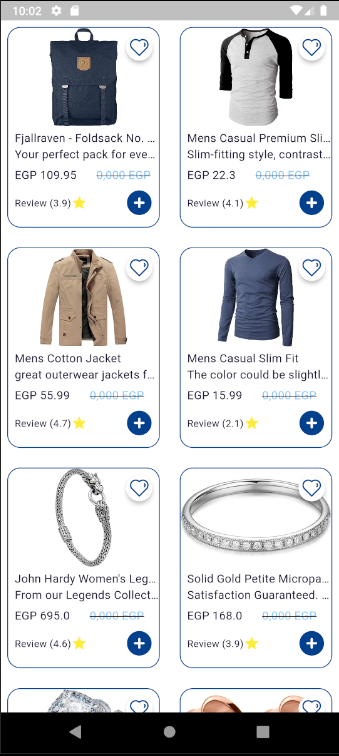 10:02
Fjallraven - Foldsack No. ...
Your perfect pack for eve...
EGP 109.95 0,000 EGP
Review (3.9)
Mens Casual Premium Sli...
Slim-fitting style, contrast...
EGP 22.3 0,000 EGP
Review (4.1)
Mens Cotton Jacket
great outerwear jackets f...
EGP 55.99 0,000 EGP
Review (4.7)
Mens Casual Slim Fit
The color could be slightl...
EGP 15.99 0,000 EGP
Review (2.1)
John Hardy Women's Leg...
From our Legends Collect...
EGP 695.0 0,000 EGP
Review (4.6)
Solid Gold Petite Micropa...
Satisfaction Guaranteed. ...
EGP 168.0 0,000 EGP
Review (3.9)